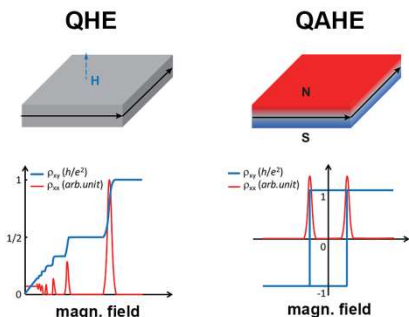 QHE
H
ρxy (h/e²)
ρxx (arb.unit)
1
1/2
0
magn. field
QAHE
N
S
ρxy (h/e²)
ρxx (arb.unit)
1
0
-1
magn. field